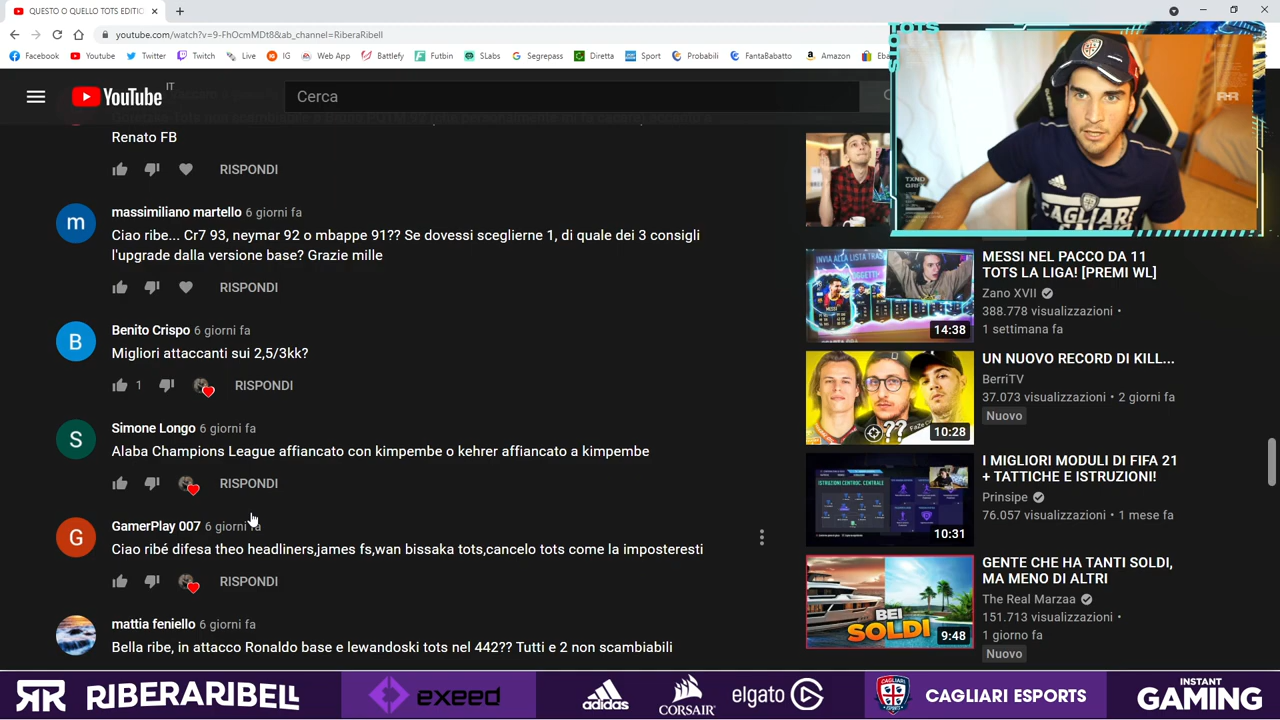 QUESTO O QUELLO TOTS EDITION
youtube.com/watch?v=9-FhOvmMDt8&ab_channel=RiberaRibell
Facebook
Youtube
Twitter
Twitch
Live
IG
Web App
Battlefy
Futbin
SLabs
Segrepass
Diretta
Sport
Probabili
FantaBabato
Amazon
YouTube IT
Cerca
Renato FB
RISPONDI
massimiliano martello 6 giorni fa
Ciao ribe... Cr7 93, neymar 92 o mbappe 91?? Se dovessi sceglierne 1, di quale dei 3 consigli
l'upgrade dalla versione base? Grazie mille
RISPONDI
B
Benito Crispo 6 giorni fa
Migliori attaccanti sui 2,5/3kk?
1 RISPONDI
S
Simone Longo 6 giorni fa
Alaba Champions League affiancato con kimpembe o kehrer affiancato a kimpembe
RISPONDI
G
GamerPlay 007 6 giorni fa
Ciao ribé difesa theo headliners,james fs,wan bissaka tots,cancelo tots come la imposteresti
RISPONDI
mattia feniello 6 giorni fa
Bella ribe, in attacco Ronaldo base e lewandoski tots nel 442?? Tutti e 2 non scambiabili
TOTS
CAGLIARI
MESSI NEL PACCO DA 11
TOTS LA LIGA! [PREMI WL]
Zano XVII
388.778 visualizzazioni •
1 settimana fa
14:38
UN NUOVO RECORD DI KILL...
BerriTV
37.073 visualizzazioni • 2 giorni fa
Nuovo
??
10:28
I MIGLIORI MODULI DI FIFA 21
+ TATTICHE E ISTRUZIONI!
Prinsipe
76.057 visualizzazioni • 1 mese fa
10:31
GENTE CHE HA TANTI SOLDI,
MA MENO DI ALTRI
The Real Marzaa
151.713 visualizzazioni •
1 giorno fa
Nuovo
BEI
SOLDI
9:48
RR RIBERARIBELL
exeed
adidas
CORSAIR
elgato
CAGLIARI ESPORTS
INSTANT
GAMING